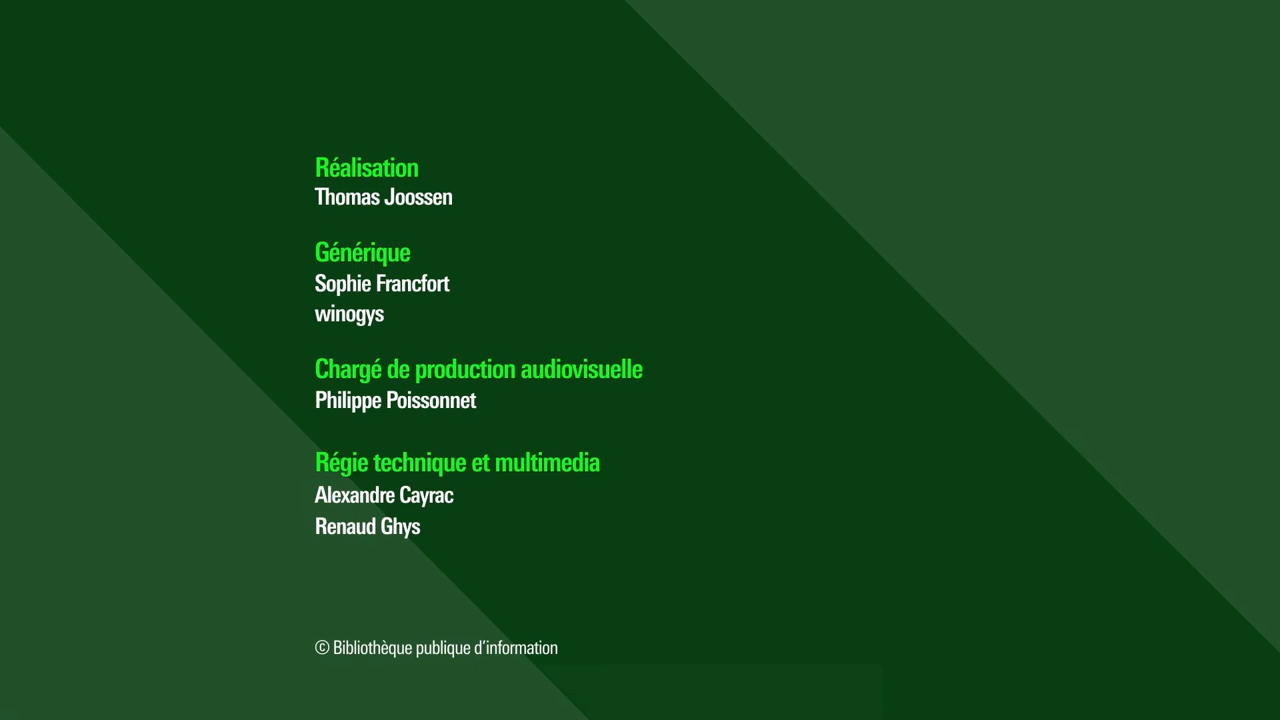 Réalisation
Thomas Joossen
Générique
Sophie Francfort
winogys
Chargé de production audiovisuelle
Philippe Poissonnet
Régie technique et multimedia
Alexandre Cayrac
Renaud Ghys
© Bibliothèque publique d’information